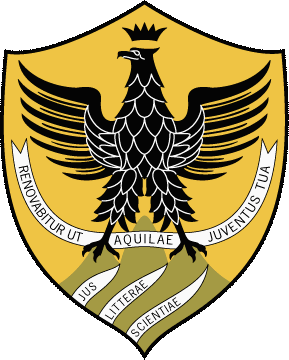 RENOVABITUR UT AQUILAE JUVENTUS TUA
JUS
LITTERAE
SCIENTIAE